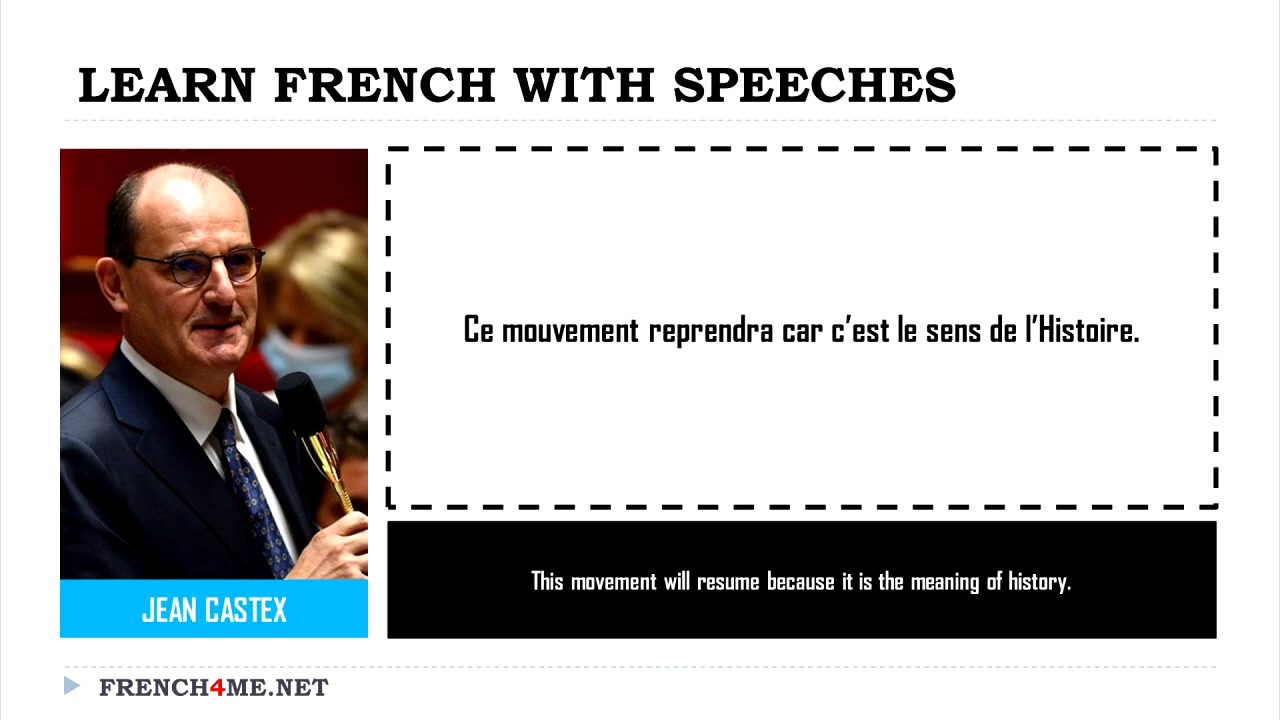 LEARN FRENCH WITH SPEECHES
Ce mouvement reprendra car c’est le sens de l’Histoire.
This movement will resume because it is the meaning of history.
JEAN CASTEX
FRENCH4ME.NET